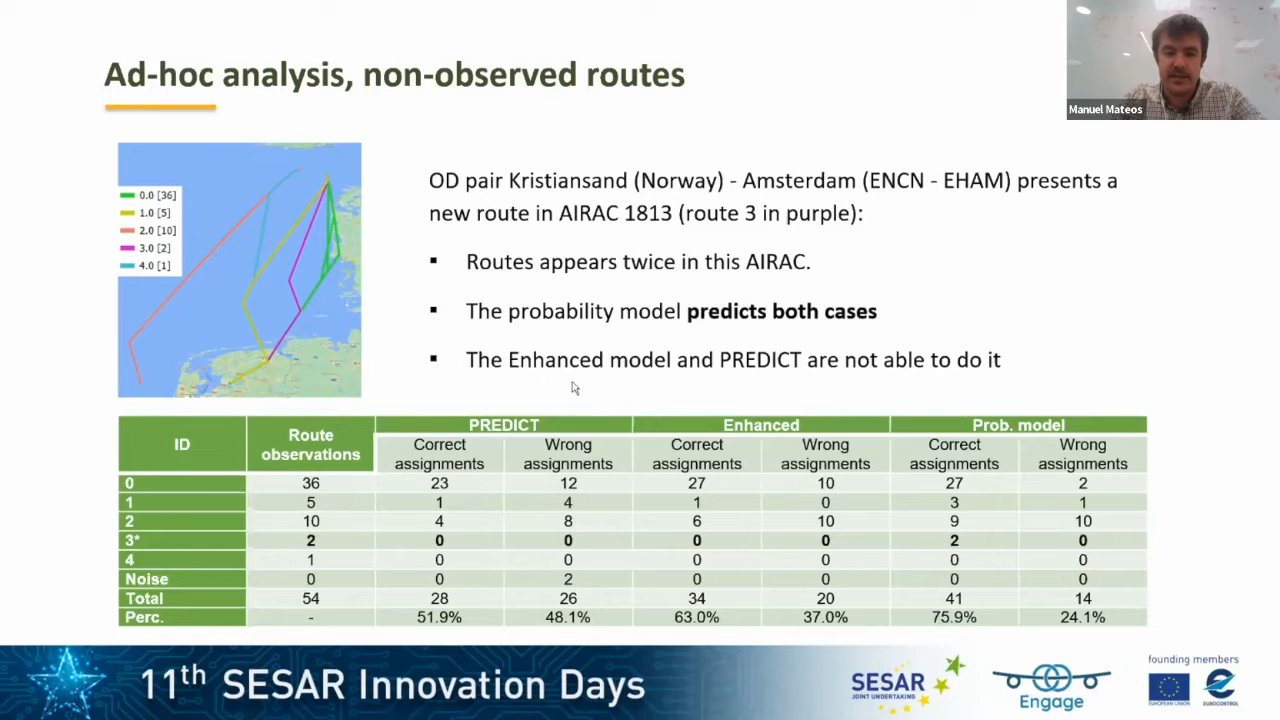 Ad-hoc analysis, non-observed routes
Manuel Mateos
0.0 [36]
1.0 [5]
2.0 [10]
3.0 [2]
4.0 [1]
OD pair Kristiansand (Norway) - Amsterdam (ENCN - EHAM) presents a
new route in AIRAC 1813 (route 3 in purple):
▪ Routes appears twice in this AIRAC.
▪ The probability model predicts both cases
▪ The Enhanced model and PREDICT are not able to do it
ID Route observations PREDICT Enhanced Prob. model
Correct assignments Wrong assignments Correct assignments Wrong assignments Correct assignments Wrong assignments
0 36 23 12 27 10 27 2
1 5 1 4 1 0 3 1
2 10 4 8 6 10 9 10
3* 2 0 0 0 0 2 0
4 1 0 0 0 0 0 0
Noise 0 0 2 0 0 0 0
Total 54 28 26 34 20 41 14
Perc. - 51.9% 48.1% 63.0% 37.0% 75.9% 24.1%
11th SESAR Innovation Days
SESAR
JOINT UNDERTAKING
Engage
founding members
EUROPEAN UNION
EUROCONTROL